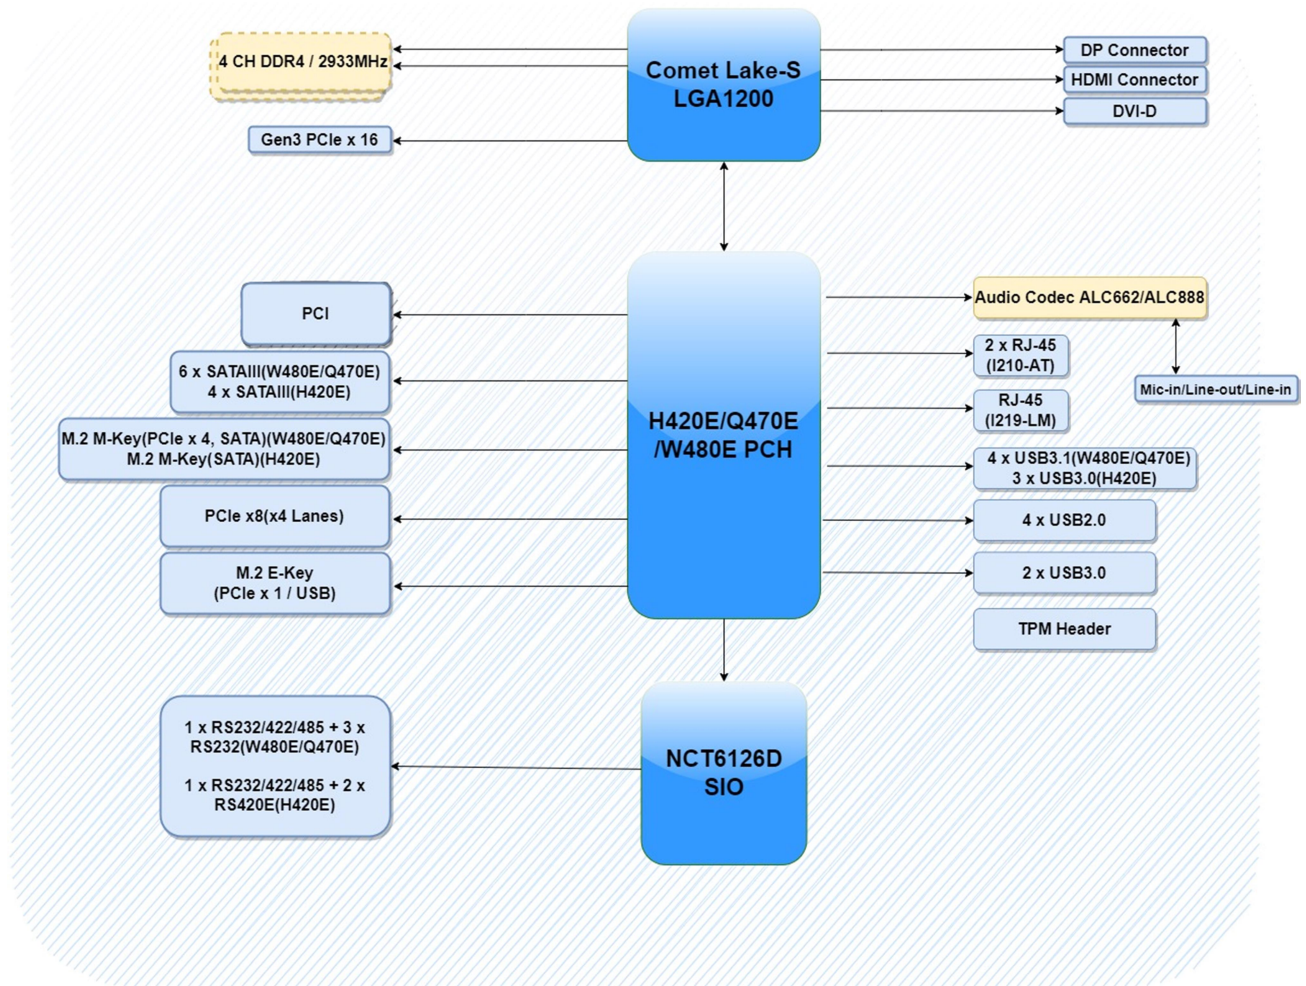 4 CH DDR4 / 2933MHz
Gen3 PCIe x 16
Comet Lake-S
LGA1200
DP Connector
HDMI Connector
DVI-D
PCI
6 x SATAIII(W480E/Q470E)
4 x SATAIII(H420E)
M.2 M-Key(PCIe x 4, SATA)(W480E/Q470E)
M.2 M-Key(SATA)(H420E)
PCIe x8(x4 Lanes)
M.2 E-Key
(PCIe x 1 / USB)
H420E/Q470E
/W480E PCH
Audio Codec ALC662/ALC888
2 x RJ-45
(I210-AT)
Mic-in/Line-out/Line-in
RJ-45
(I219-LM)
4 x USB3.1(W480E/Q470E)
3 x USB3.0(H420E)
4 x USB2.0
2 x USB3.0
TPM Header
1 x RS232/422/485 + 3 x
RS232(W480E/Q470E)
1 x RS232/422/485 + 2 x
RS420E(H420E)
NCT6126D
SIO